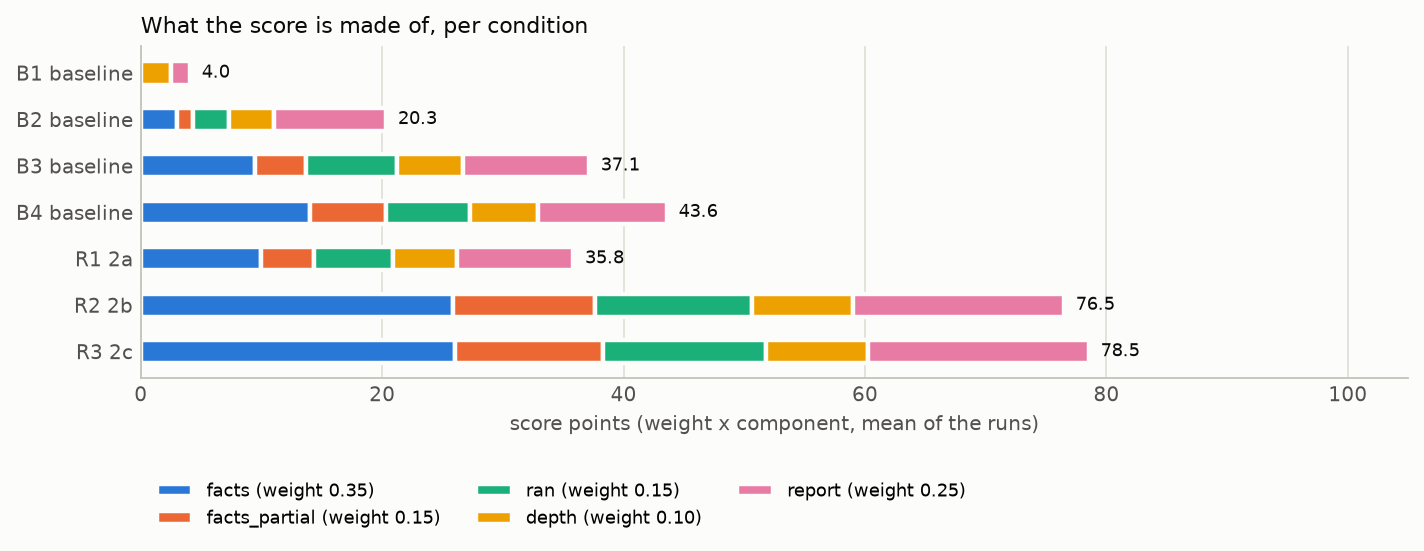 What the score is made of, per condition
B1 baseline 4.0
B2 baseline 20.3
B3 baseline 37.1
B4 baseline 43.6
R1 2a 35.8
R2 2b 76.5
R3 2c 78.5
0 20 40 60 80 100
score points (weight x component, mean of the runs)
facts (weight 0.35) ran (weight 0.15) report (weight 0.25)
facts_partial (weight 0.15) depth (weight 0.10)